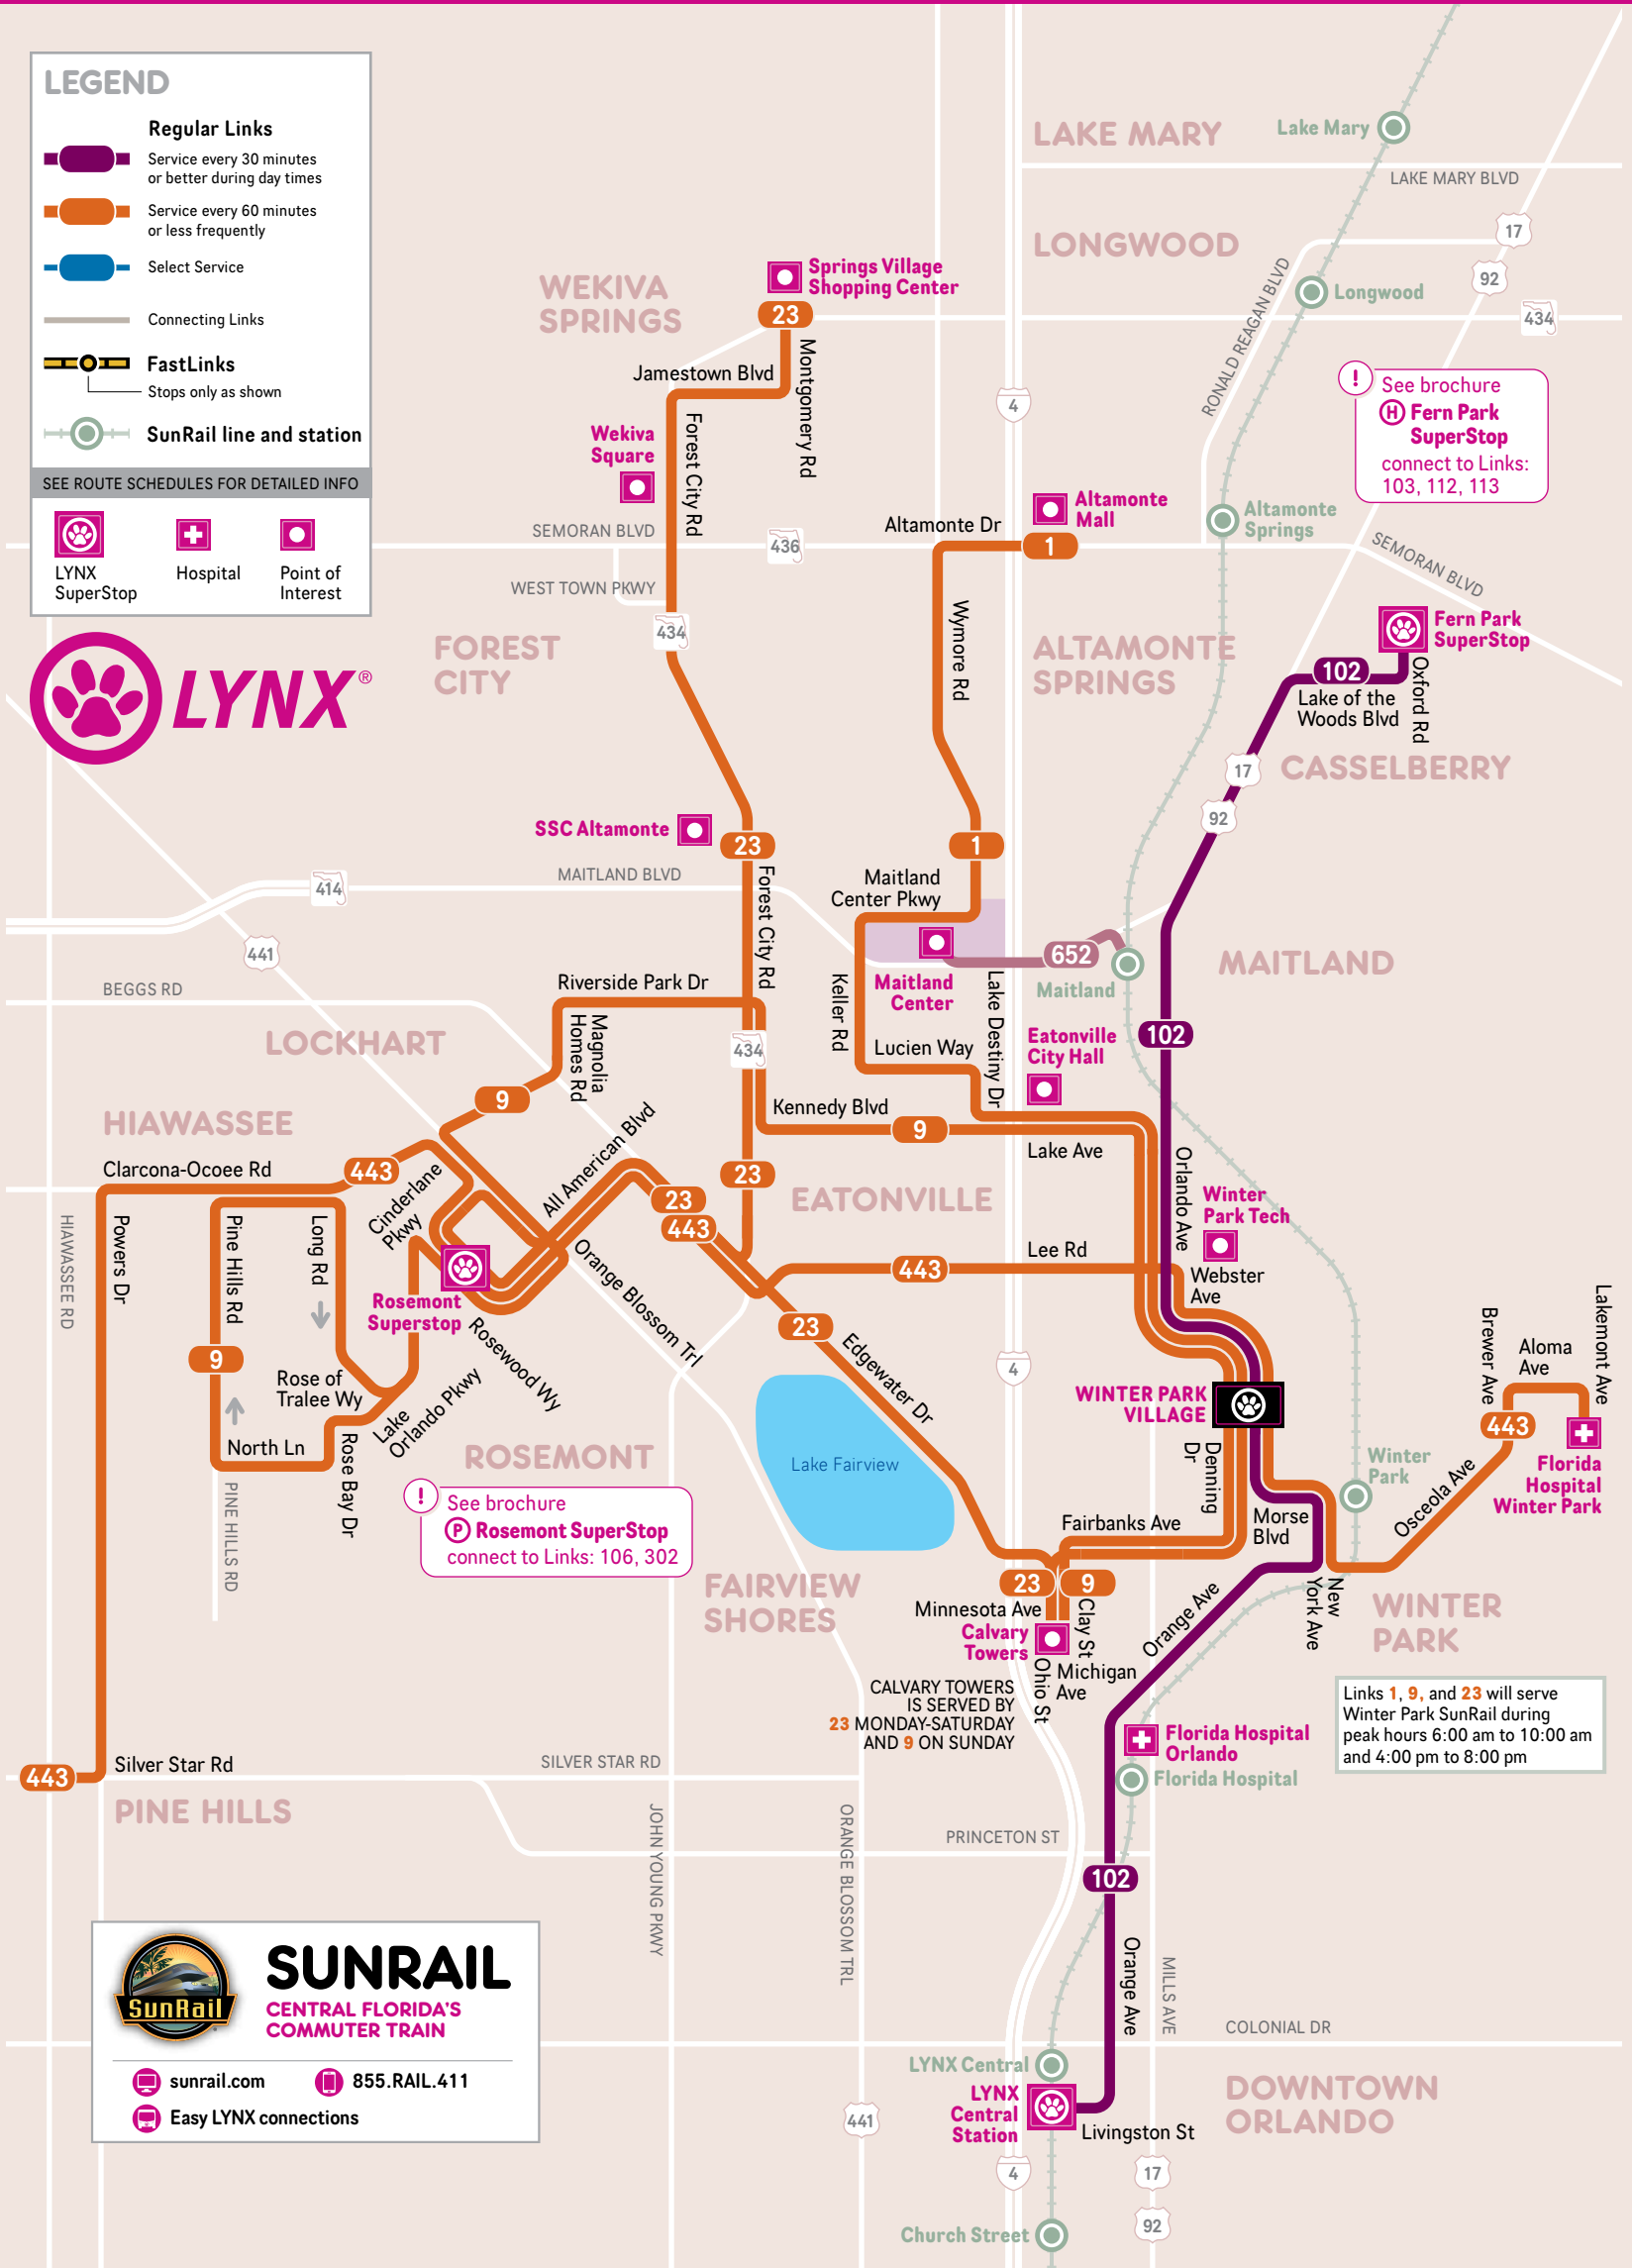 LEGEND
Regular Links
Service every 30 minutes
or better during day times
Service every 60 minutes
or less frequently
Select Service
Connecting Links
FastLinks
Stops only as shown
SunRail line and station
SEE ROUTE SCHEDULES FOR DETAILED INFO
LYNX
SuperStop
Hospital
Point of
Interest
LYNX®
LAKE MARY
Lake Mary
LAKE MARY BLVD
LONGWOOD
17
92
Longwood
434
RONALD REAGAN BLVD
WEKIVA
SPRINGS
Springs Village
Shopping Center
23
Jamestown Blvd
Montgomery Rd
4
Wekiva
Square
Forest City Rd
! See brochure
H Fern Park
SuperStop
connect to Links:
103, 112, 113
SEMORAN BLVD
436
Altamonte Dr
Altamonte
Mall
1
Altamonte
Springs
SEMORAN BLVD
WEST TOWN PKWY
434
Wymore Rd
FOREST
CITY
ALTAMONTE
SPRINGS
Fern Park
SuperStop
102
Lake of the
Woods Blvd
Oxford Rd
17
CASSELBERRY
92
SSC Altamonte
23
1
MAITLAND BLVD
414
Forest City Rd
Maitland
Center Pkwy
441
652
MAITLAND
BEGGS RD
Riverside Park Dr
Keller Rd
Maitland
Center
Lake Destiny Dr
Maitland
LOCKHART
Magnolia
Homes Rd
434
Lucien Way
Eatonville
City Hall
102
HIAWASSEE
9
Kennedy Blvd
9
Lake Ave
Clarcona-Ocoee Rd
443
Cinderlane
Pkwy
All American Blvd
23
23
443
EATONVILLE
Orlando Ave
Winter
Park Tech
HIAWASSEE RD
Powers Dr
Pine Hills Rd
Long Rd
Lee Rd
443
Webster
Ave
Rosemont
Superstop
Orange Blossom Trl
Rosewood Wy
23
Edgewater Dr
4
9
Rose of
Tralee Wy
Lake
Orlando Pkwy
North Ln
Rose Bay Dr
PINE HILLS RD
ROSEMONT
Lake Fairview
WINTER PARK
VILLAGE
Brewer Ave
Aloma
Ave
Lakemont Ave
443
Florida
Hospital
Winter Park
Denning
Dr
Winter
Park
Osceola Ave
! See brochure
P Rosemont SuperStop
connect to Links: 106, 302
Fairbanks Ave
Morse
Blvd
FAIRVIEW
SHORES
23
9
Minnesota Ave
Clay St
Calvary
Towers
Ohio St
Michigan
Ave
Orange Ave
New
York Ave
WINTER
PARK
CALVARY TOWERS
IS SERVED BY
23 MONDAY-SATURDAY
AND 9 ON SUNDAY
Links 1, 9, and 23 will serve
Winter Park SunRail during
peak hours 6:00 am to 10:00 am
and 4:00 pm to 8:00 pm
Florida Hospital
Orlando
Florida Hospital
443
Silver Star Rd
SILVER STAR RD
PINE HILLS
JOHN YOUNG PKWY
ORANGE BLOSSOM TRL
PRINCETON ST
102
Orange Ave
MILLS AVE
COLONIAL DR
SunRail
SUNRAIL
CENTRAL FLORIDA'S
COMMUTER TRAIN
sunrail.com
855.RAIL.411
Easy LYNX connections
LYNX Central
LYNX
Central
Station
Livingston St
DOWNTOWN
ORLANDO
441
4
17
92
Church Street